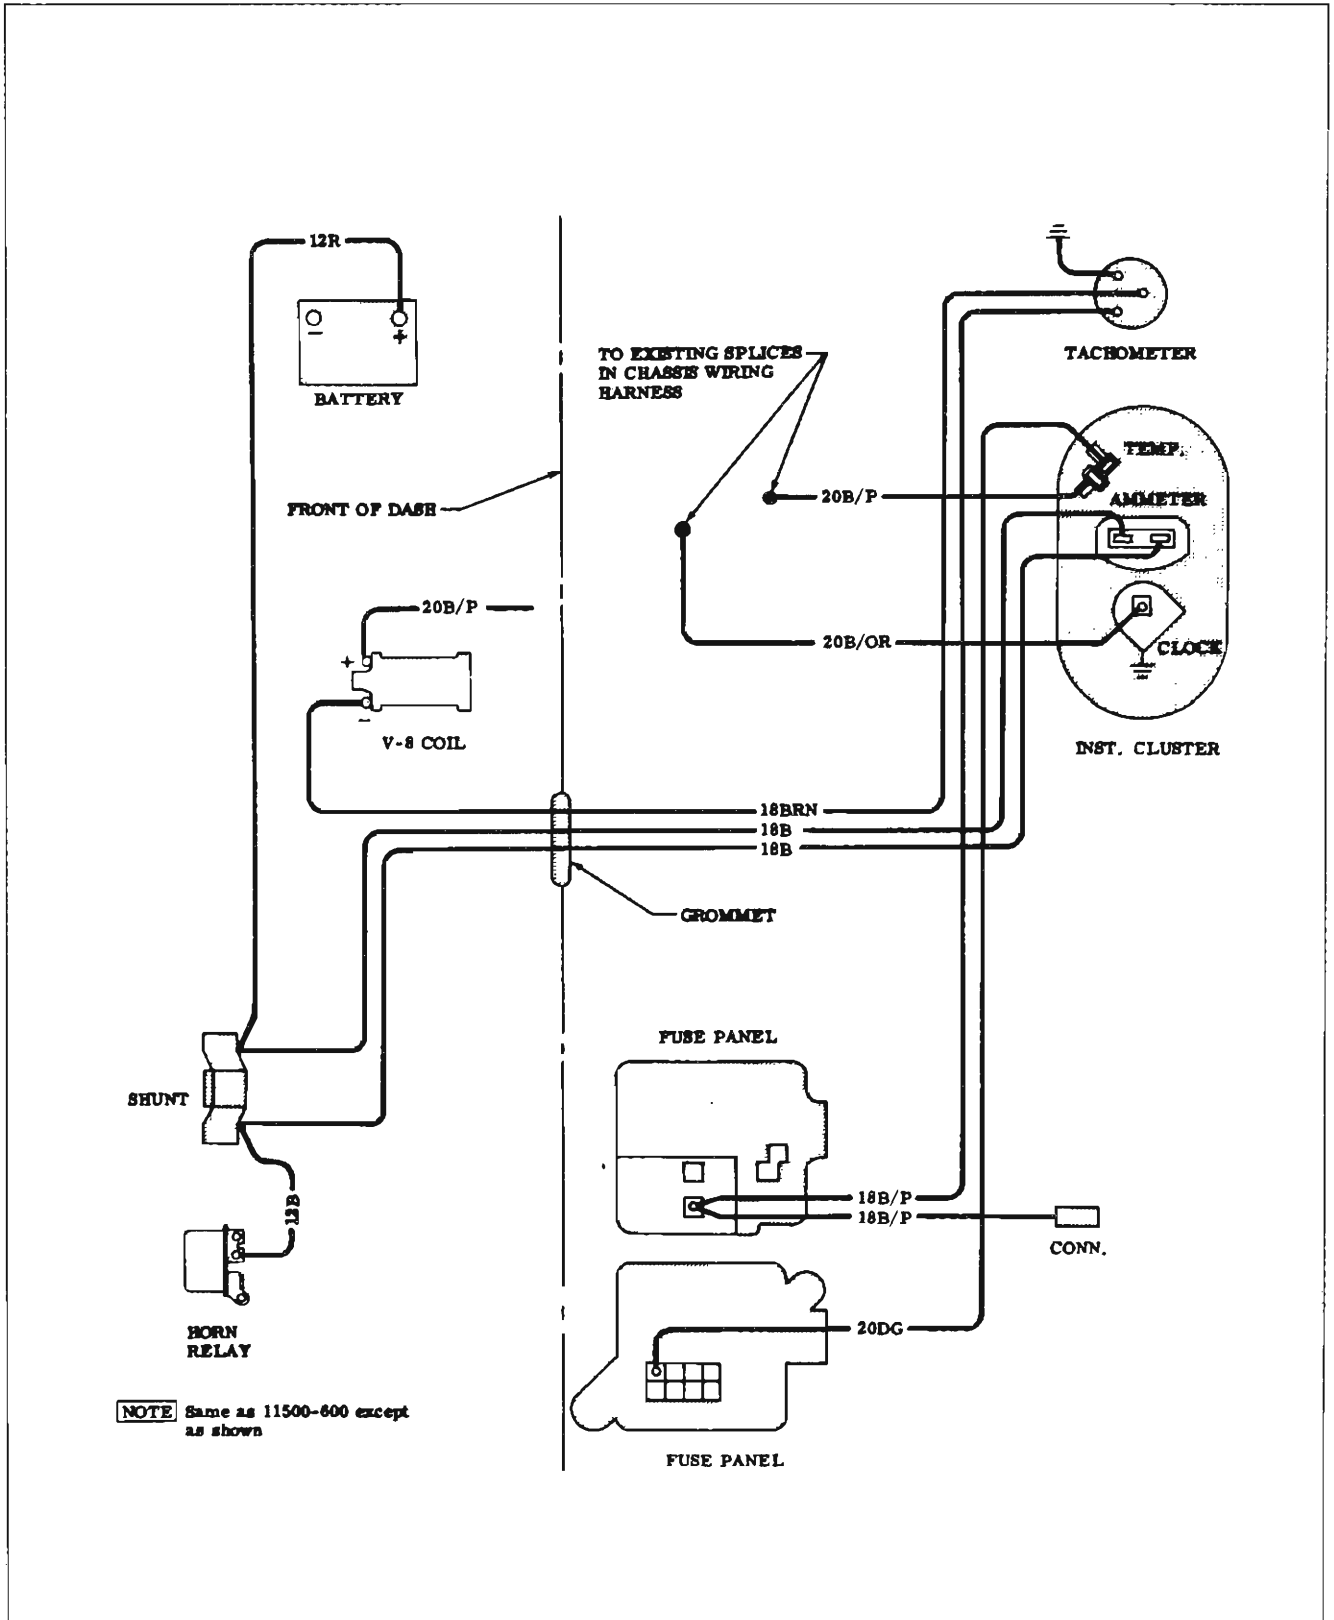 12R
BATTERY
TO EXISTING SPLICES
IN CHASSIS WIRING
HARNESS
TACHOMETER
TEMP.
20B/P
AMMETER
FRONT OF DASH
20B/P
20B/OR
CLOCK
V-8 COIL
INST. CLUSTER
18BRN
18B
18B
GROMMET
FUSE PANEL
SHUNT
18B/P
18B/P
12B
CONN.
HORN
RELAY
20DG
NOTE Same as 11500-600 except
as shown
FUSE PANEL